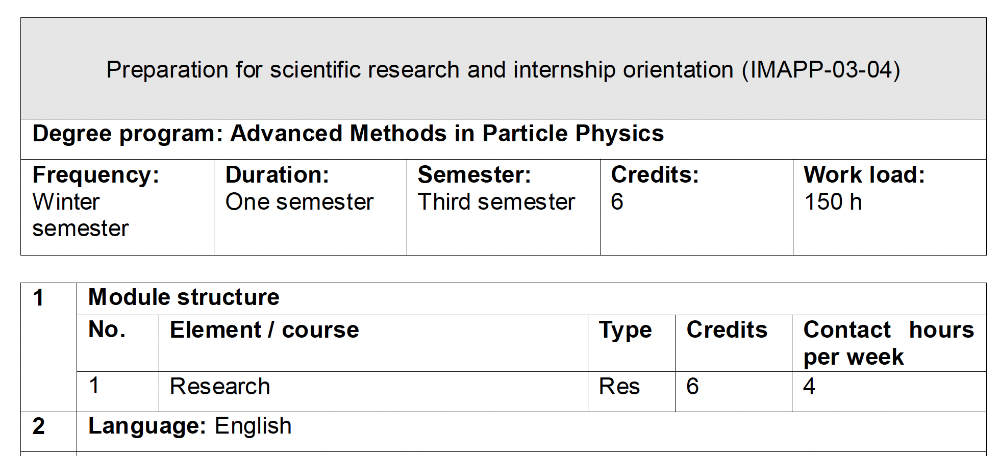 Preparation for scientific research and internship orientation (IMAPP-03-04)
Degree program: Advanced Methods in Particle Physics
Frequency: Duration: Semester: Credits: Work load:
Winter One semester Third semester 6 150 h
semester
1 Module structure
No. Element / course Type Credits Contact hours
per week
1 Research Res 6 4
2 Language: English